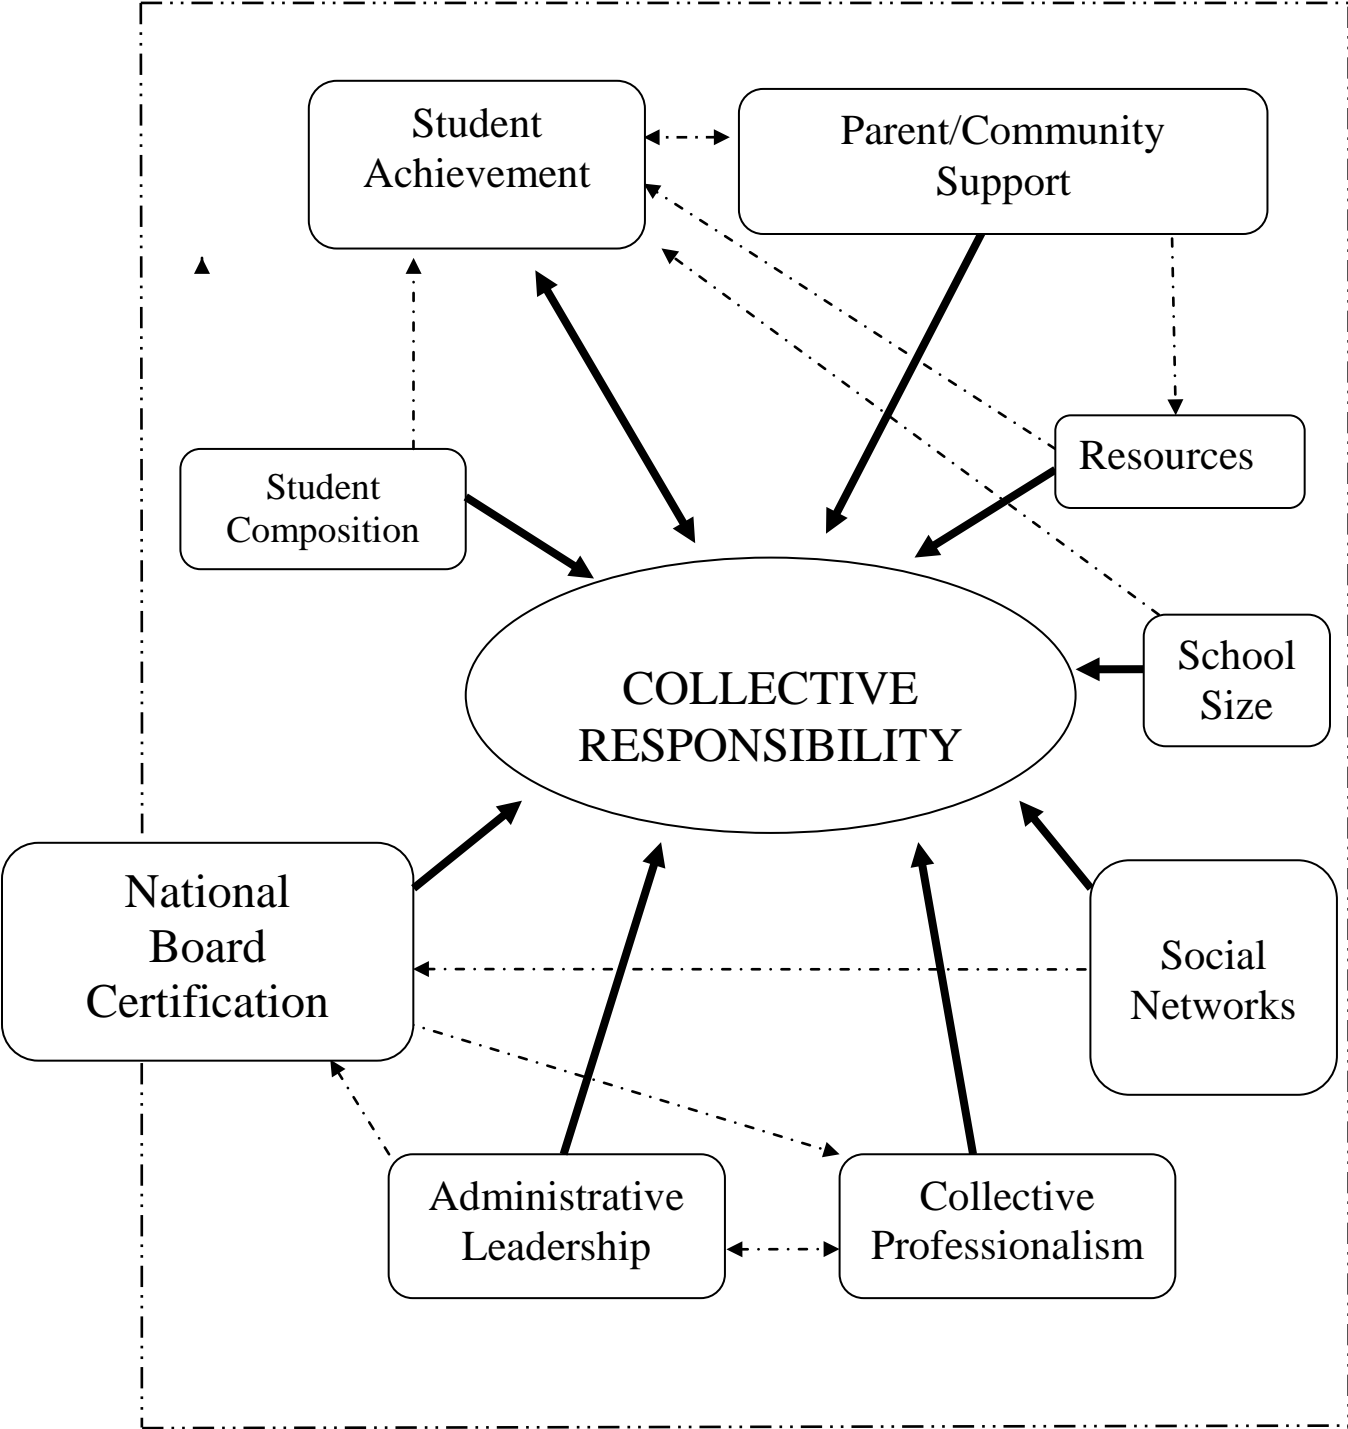 Student
Achievement
Parent/Community
Support
Resources
Student
Composition
School
Size
COLLECTIVE
RESPONSIBILITY
National
Board
Certification
Social
Networks
Administrative
Leadership
Collective
Professionalism